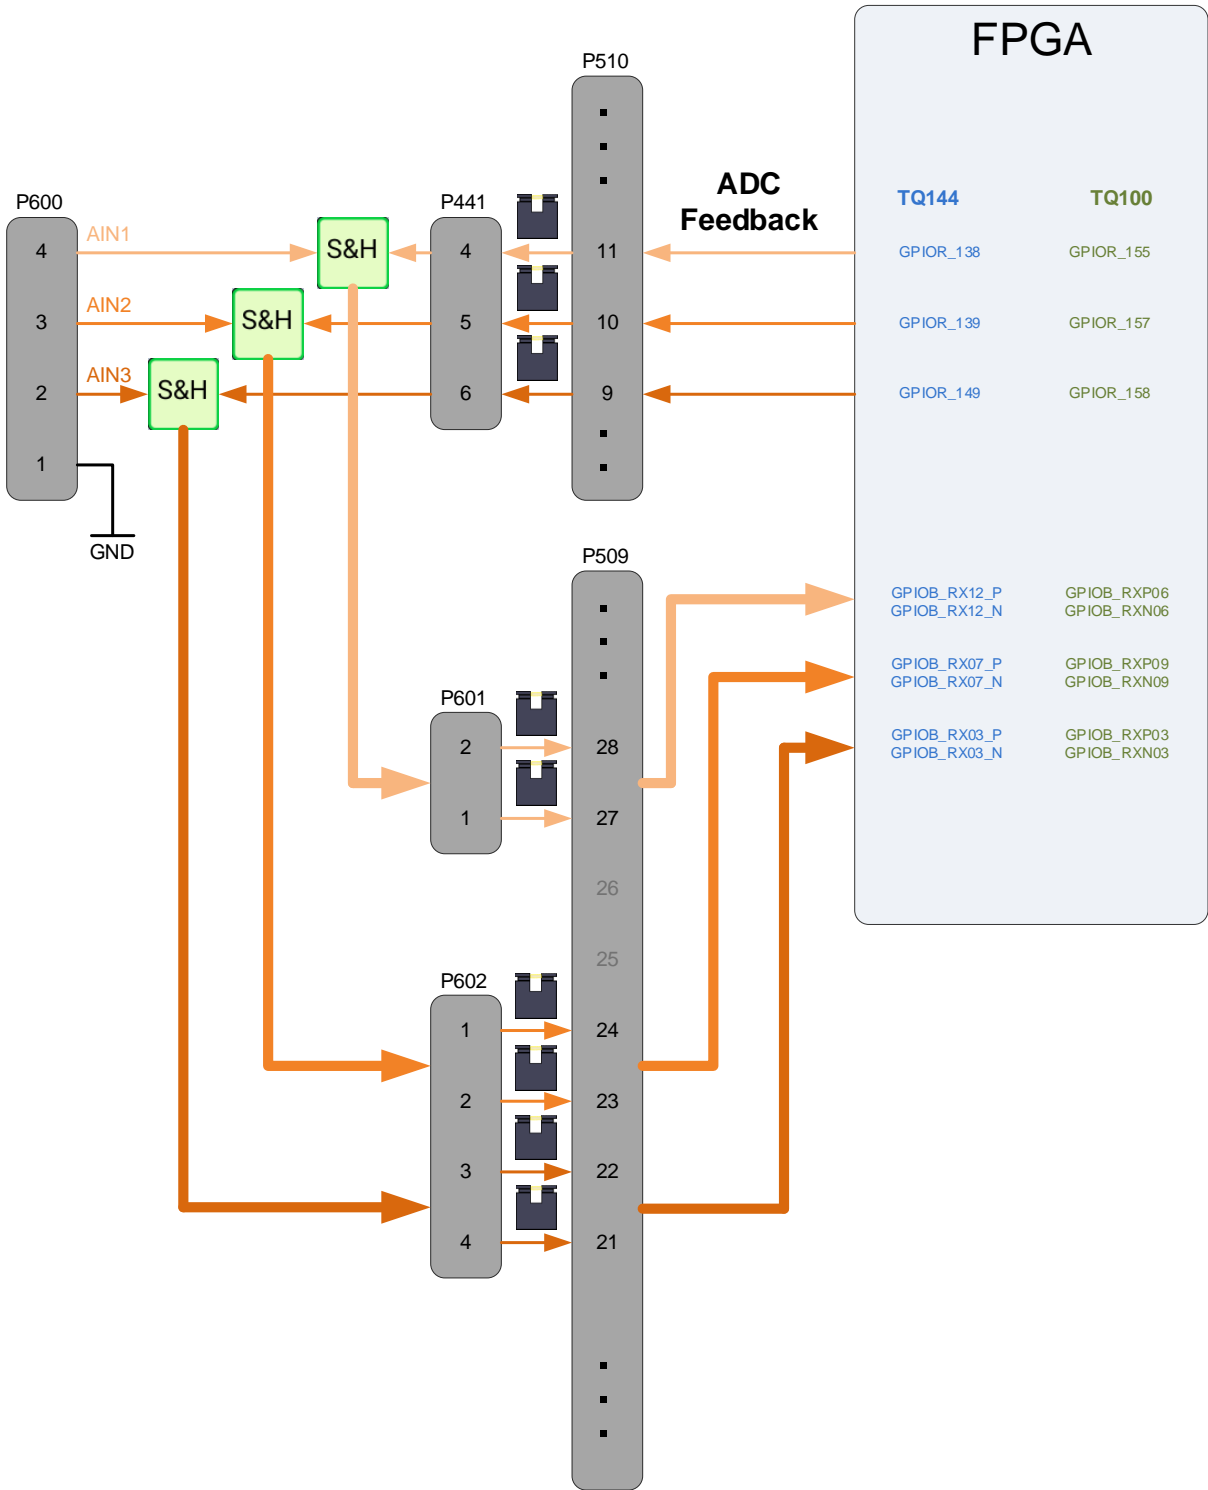 FPGA
P510
ADC
Feedback
TQ144
TQ100
P600
P441
4
AIN1
S&H
4
11
GPIOR_138
GPIOR_155
3
AIN2
S&H
5
10
GPIOR_139
GPIOR_157
2
AIN3
S&H
6
9
GPIOR_149
GPIOR_158
1
GND
P509
GPIOB_RX12_P
GPIOB_RX12_N
GPIOB_RXP06
GPIOB_RXN06
GPIOB_RX07_P
GPIOB_RX07_N
GPIOB_RXP09
GPIOB_RXN09
P601
GPIOB_RX03_P
GPIOB_RX03_N
GPIOB_RXP03
GPIOB_RXN03
2
28
1
27
26
25
P602
1
24
2
23
3
22
4
21